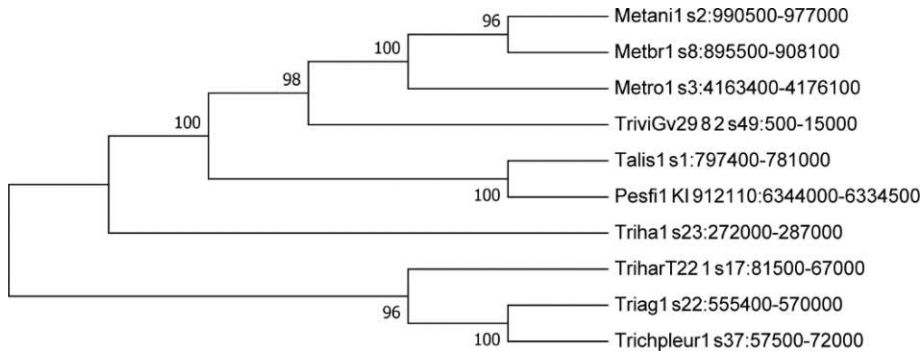 96
Metani1 s2:990500-977000
100
Metbr1 s8:895500-908100
98
Metro1 s3:4163400-4176100
100
TriviGv29 8 2 s49:500-15000
Talis1 s1:797400-781000
100
Pesfi1 KI 912110:6344000-6334500
Triha1 s23:272000-287000
TriharT22 1 s17:81500-67000
96
Triag1 s22:555400-570000
100
Trichpleur1 s37:57500-72000